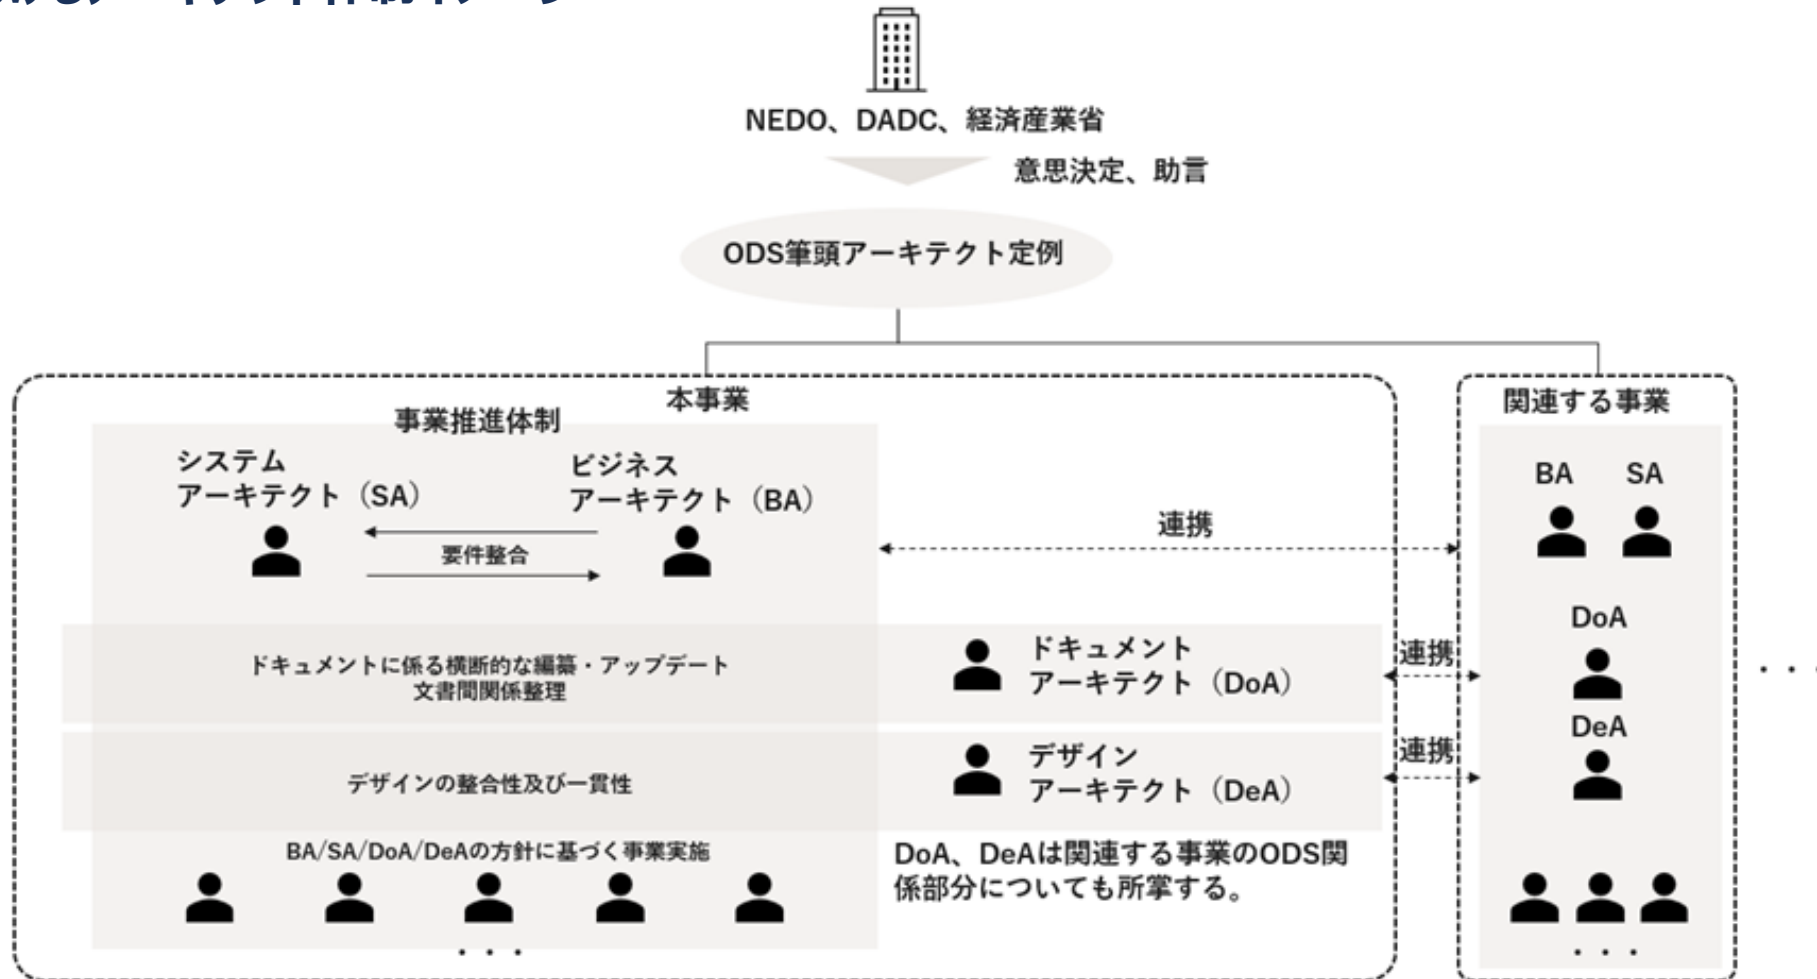 NEDO、DADC、経済産業省
意思決定、助言
ODS筆頭アーキテクト定例
本事業
事業推進体制
システム
アーキテクト（SA）
ビジネス
アーキテクト（BA）
要件整合
連携
ドキュメントに係る横断的な編纂・アップデート
文書間関係整理
ドキュメント
アーキテクト（DoA）
連携
デザインの整合性及び一貫性
デザイン
アーキテクト（DeA）
連携
BA/SA/DoA/DeAの方針に基づく事業実施
・・・
DoA、DeAは関連する事業のODS関
係部分についても所掌する。
関連する事業
BA SA
DoA
DeA
・・・
・・・